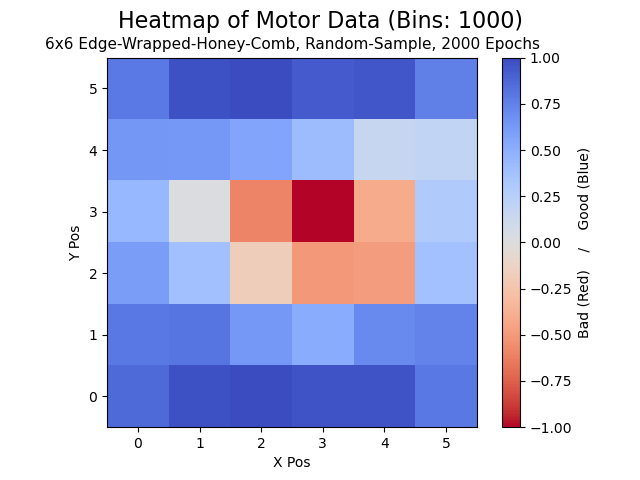 Heatmap of Motor Data (Bins: 1000)
6x6 Edge-Wrapped-Honey-Comb, Random-Sample, 2000 Epochs
5
4
3
2
1
0
Y Pos
0 1 2 3 4 5
X Pos
1.00
0.75
0.50
0.25
0.00
−0.25
−0.50
−0.75
−1.00
Bad (Red) / Good (Blue)